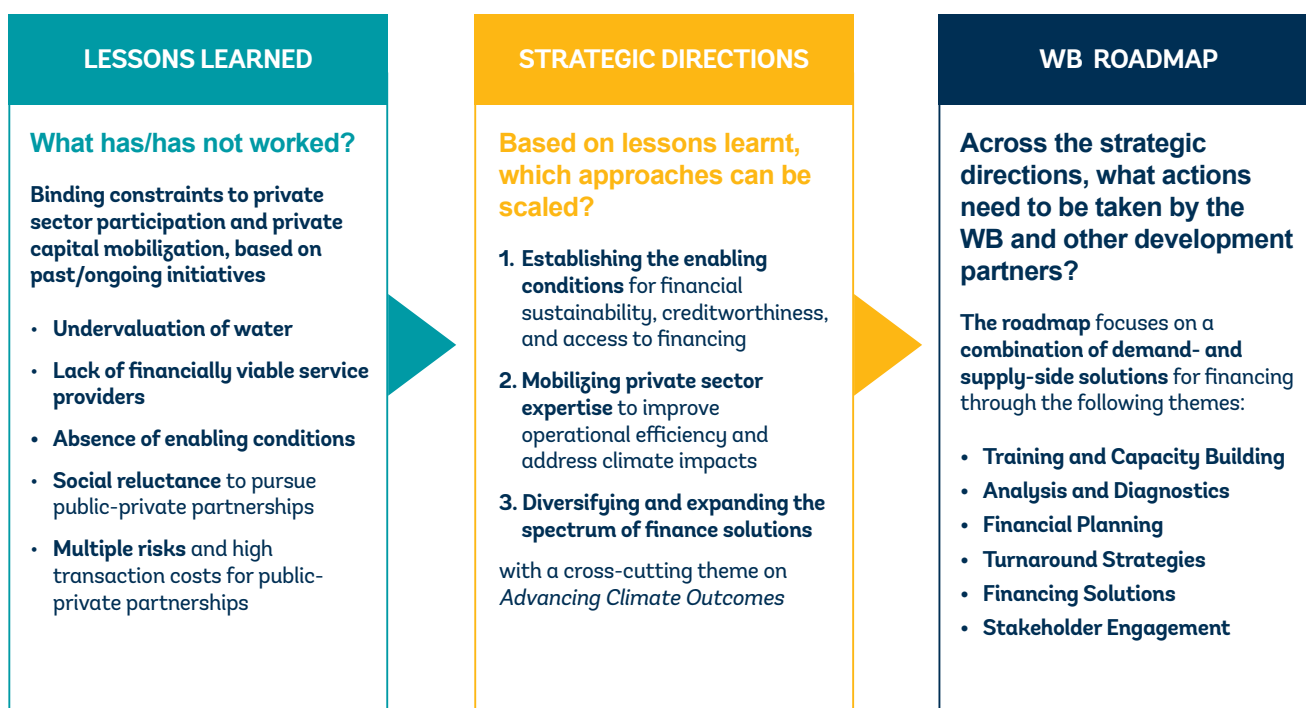 LESSONS LEARNED
What has/has not worked?
Binding constraints to private
sector participation and private
capital mobilization, based on
past/ongoing initiatives
• Undervaluation of water
• Lack of financially viable service
providers
• Absence of enabling conditions
• Social reluctance to pursue
public-private partnerships
• Multiple risks and high
transaction costs for public-
private partnerships
STRATEGIC DIRECTIONS
Based on lessons learnt,
which approaches can be
scaled?
1. Establishing the enabling
conditions for financial
sustainability, creditworthiness,
and access to financing
2. Mobilizing private sector
expertise to improve
operational efficiency and
address climate impacts
3. Diversifying and expanding the
spectrum of finance solutions
with a cross-cutting theme on
Advancing Climate Outcomes
WB ROADMAP
Across the strategic
directions, what actions
need to be taken by the
WB and other development
partners?
The roadmap focuses on a
combination of demand- and
supply-side solutions for financing
through the following themes:
• Training and Capacity Building
• Analysis and Diagnostics
• Financial Planning
• Turnaround Strategies
• Financing Solutions
• Stakeholder Engagement